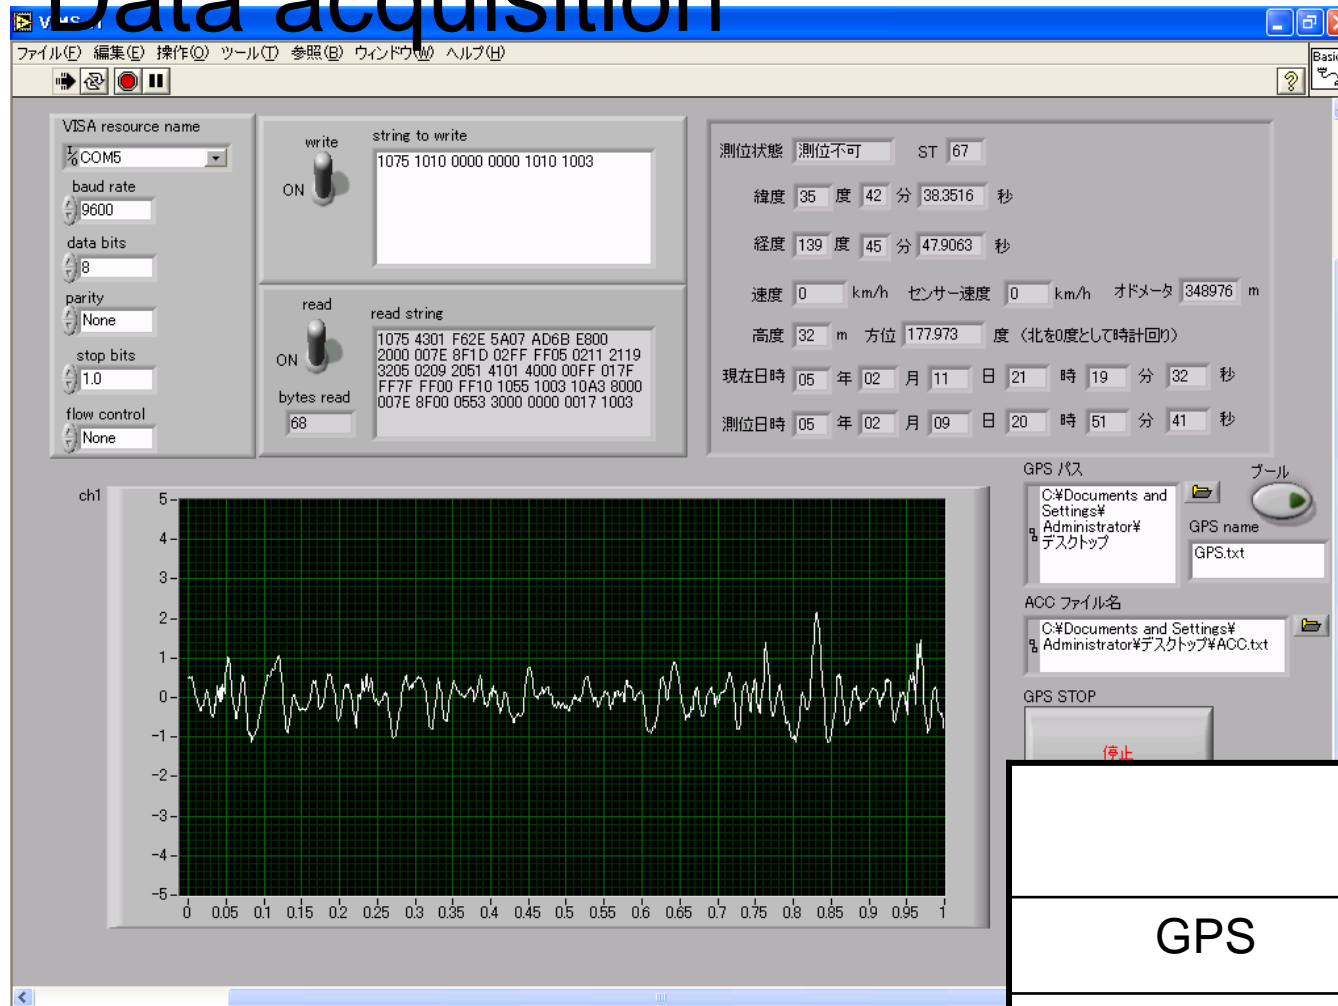 Data acquisition
ファイル(F) 編集(E) 操作(O) ツール(T) 参照(B) ウィンドウ(W) ヘルプ(H)
Basic
VISA resource name
COM5
baud rate
9600
data bits
8
parity
None
stop bits
1.0
flow control
None
write
ON
string to write
1075 1010 0000 0000 1010 1003
read
ON
bytes read
68
read string
1075 4301 F62E 5A07 AD6B E800
2000 007E 8F1D 02FF FF05 0211 2119
3205 0209 2051 4101 4000 00FF 017F
FF7F FF00 FF10 1055 1003 10A3 8000
007E 8F00 0553 3000 0000 0017 1003
測位状態 測位不可 ST 67
緯度 35 度 42 分 38.3516 秒
経度 139 度 45 分 47.9063 秒
速度 0 km/h センサー速度 0 km/h オドメータ 348976 m
高度 32 m 方位 177.973 度 (北を0度として時計回り)
現在日時 05 年 02 月 11 日 21 時 19 分 32 秒
測位日時 05 年 02 月 09 日 20 時 51 分 41 秒
ch1
5
4
3
2
1
0
-1
-2
-3
-4
-5
0 0.05 0.1 0.15 0.2 0.25 0.3 0.35 0.4 0.45 0.5 0.55 0.6 0.65 0.7 0.75 0.8 0.85 0.9 0.95 1
GPS パス
C:¥Documents and
Settings¥
Administrator¥
デスクトップ
ブール
GPS name
GPS.txt
ACC ファイル名
C:¥Documents and Settings¥
Administrator¥デスクトップ¥ACC.txt
GPS STOP
停止
GPS